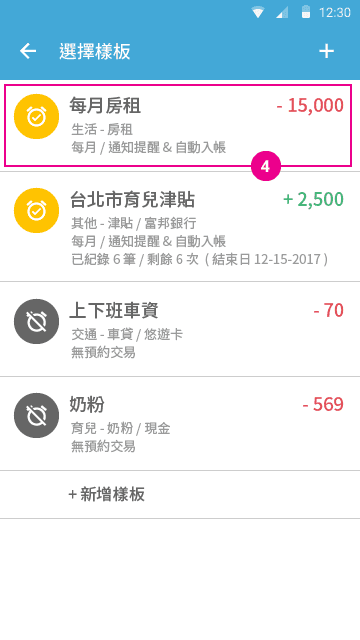 12:30
選擇樣板
每月房租 - 15,000
生活 - 房租
每月 / 通知提醒 & 自動入帳
4
台北市育兒津貼 + 2,500
其他 - 津貼 / 富邦銀行
每月 / 通知提醒 & 自動入帳
已紀錄 6 筆 / 剩餘 6 次 ( 結束日 12-15-2017 )
上下班車資 - 70
交通 - 車貸 / 悠遊卡
無預約交易
奶粉 - 569
育兒 - 奶粉 / 現金
無預約交易
+ 新增樣板